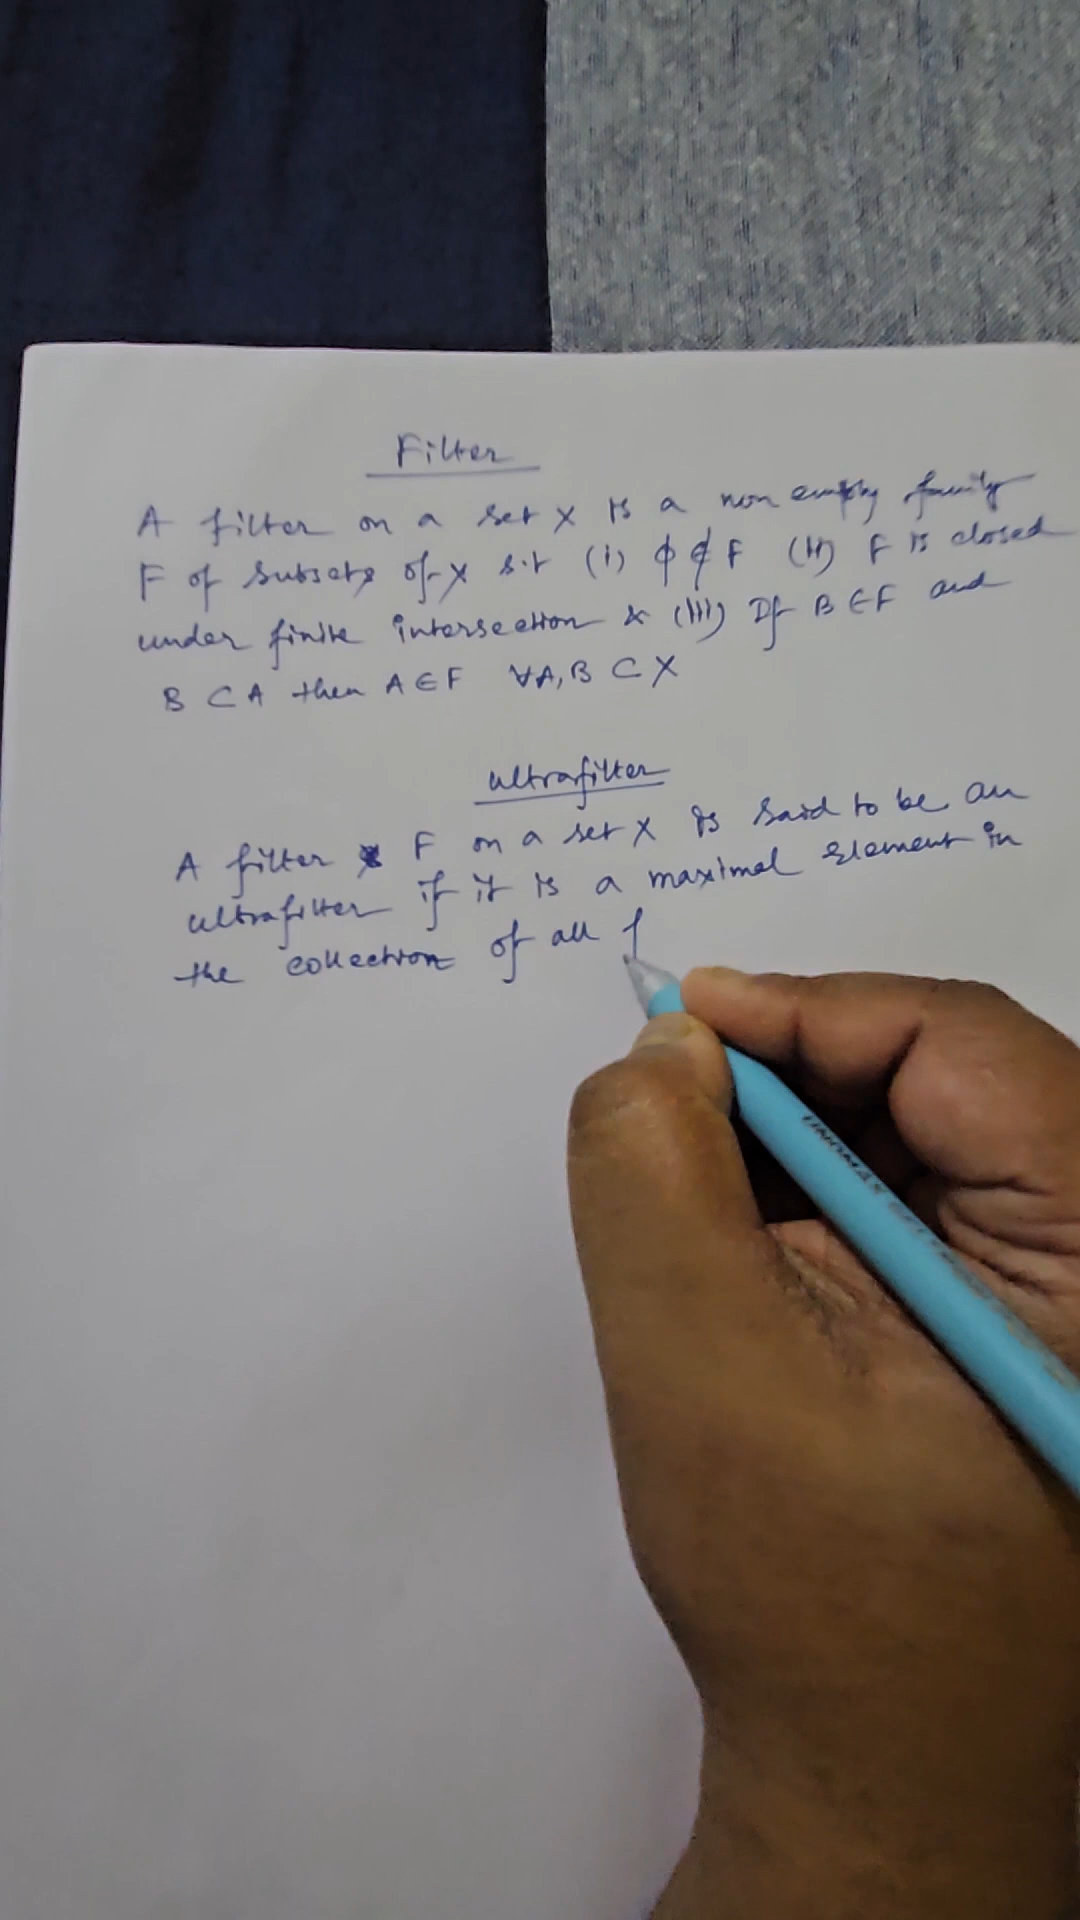 Filter
A filter on a set X is a non empty family
F of subsets of X s.t (i) ϕ ∉ F (ii) F is closed
under finite intersection & (iii) If B ∈ F and
B ⊂ A then A ∈ F ∀A, B ⊂ X
Ultrafilter
A filter F on a set X is said to be an
ultrafilter if it is a maximal element in
the collection of all f
UNOMAX